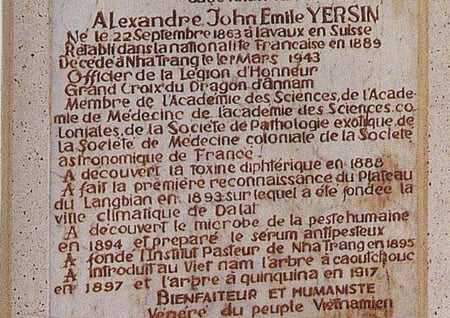 Alexandre John Emile YERSIN
Né le 22 Septembre 1863 à Lavaux en Suisse
Rétabli dans la nationalité Française en 1889
Décédé à Nha Trang le 1er Mars 1943
Officier de la Légion d'Honneur
Grand Croix du Dragon d'Annam
Membre de l'Académie des Sciences, de l'Acadé-
mie de Médecine de l'académie des Sciences co-
loniales, de la Société de Pathologie exotique, de
la Société de Médecine coloniale de la Société
astronomique de France
A découvert la toxine diphtérique en 1888
A fait la première reconnaissance du Plateau
du Langbian en 1893 sur lequel a été fondée la
ville climatique de Dalat
A découvert le microbe de la peste humaine
en 1894 et préparé le sérum antipesteux
A fondé l'Institut Pasteur de Nha Trang en 1895
A introduit au Viet nam l'arbre à caoutchouc
en 1897 et l'arbre à quinquina en 1917
BIENFAITEUR ET HUMANISTE
Vénéré du peuple Vietnamien